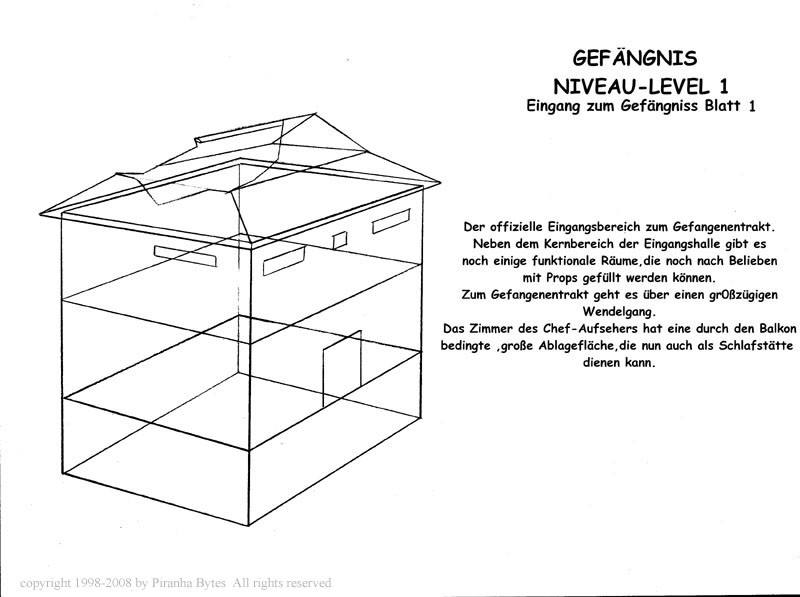 GEFÄNGNIS
NIVEAU-LEVEL 1
Eingang zum Gefängniss Blatt 1
Der offizielle Eingangsbereich zum Gefangenentrakt.
Neben dem Kernbereich der Eingangshalle gibt es
noch einige funktionale Räume,die noch nach Belieben
mit Props gefüllt werden können.
Zum Gefangenentrakt geht es über einen gr0ßzügigen
Wendelgang.
Das Zimmer des Chef-Aufsehers hat eine durch den Balkon
bedingte ,große Ablagefläche,die nun auch als Schlafstätte
dienen kann.
copyright 1998-2008 by Piranha Bytes All rights reserved